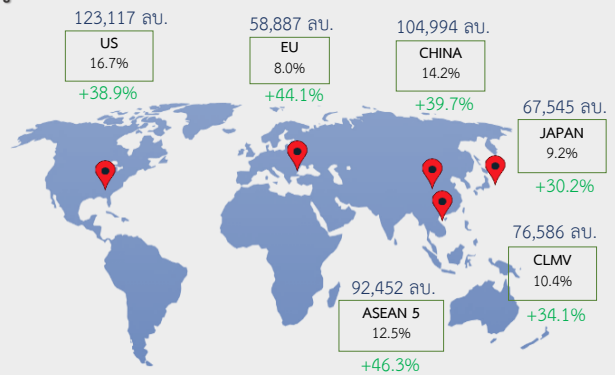 123,117 ลบ.
US
16.7%
+38.9%
58,887 ลบ.
EU
8.0%
+44.1%
104,994 ลบ.
CHINA
14.2%
+39.7%
67,545 ลบ.
JAPAN
9.2%
+30.2%
76,586 ลบ.
CLMV
10.4%
+34.1%
92,452 ลบ.
ASEAN 5
12.5%
+46.3%